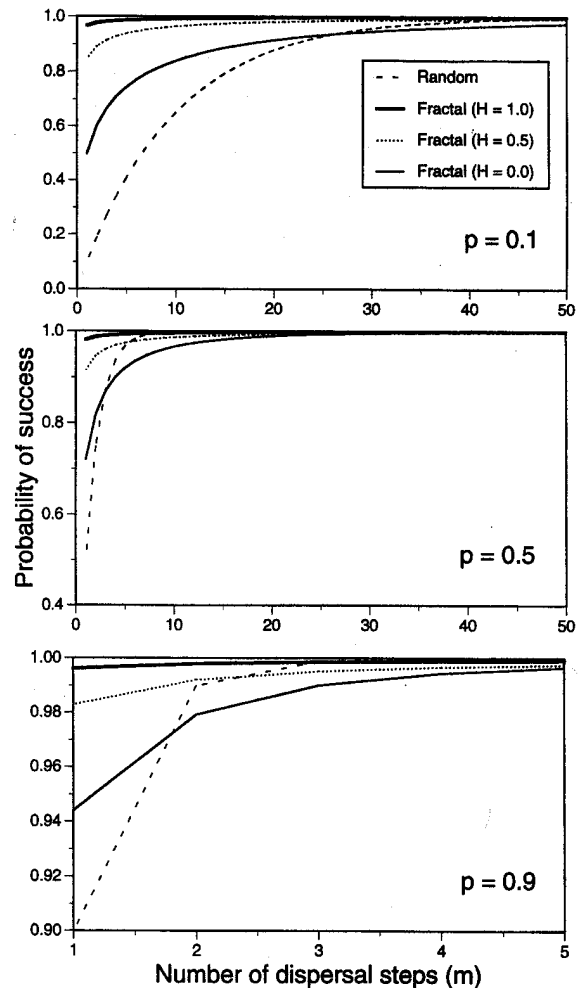 1.0
0.8
0.6
0.4
0.2
0.0
0 10 20 30 40 50
Random
Fractal (H = 1.0)
Fractal (H = 0.5)
Fractal (H = 0.0)
p = 0.1
Probability of success
1.0
0.8
0.6
0.4
0 10 20 30 40 50
p = 0.5
1.00
0.98
0.96
0.94
0.92
0.90
1 2 3 4 5
p = 0.9
Number of dispersal steps (m)